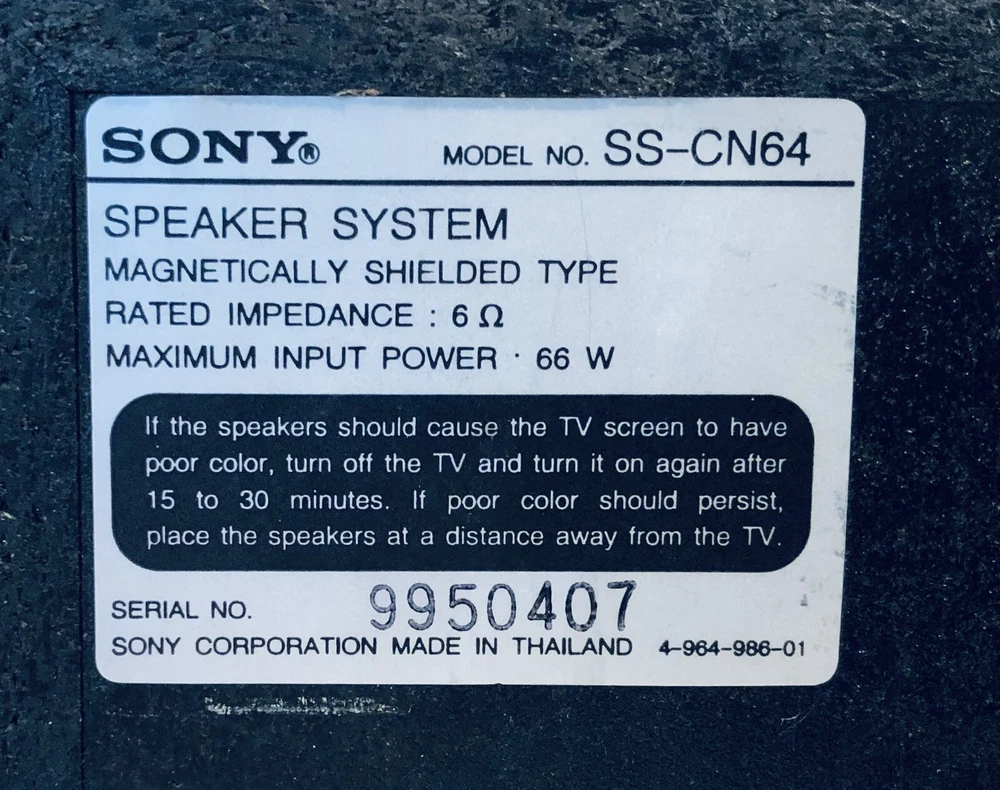 SONY® MODEL NO. SS-CN64
SPEAKER SYSTEM
MAGNETICALLY SHIELDED TYPE
RATED IMPEDANCE : 6 Ω
MAXIMUM INPUT POWER · 66 W
If the speakers should cause the TV screen to have
poor color, turn off the TV and turn it on again after
15 to 30 minutes. If poor color should persist,
place the speakers at a distance away from the TV.
SERIAL NO. 9950407
SONY CORPORATION MADE IN THAILAND 4-964-986-01